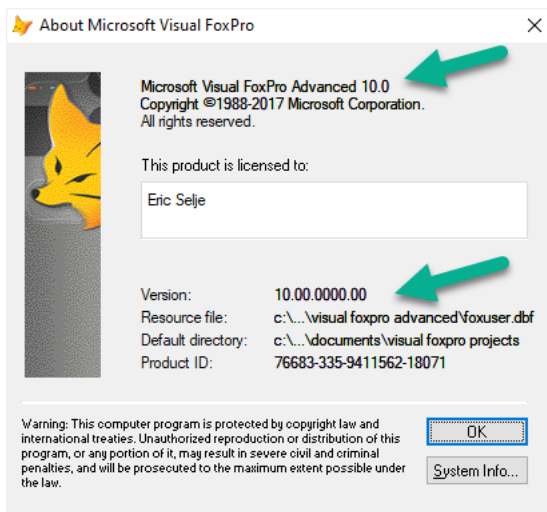 About Microsoft Visual FoxPro
Microsoft Visual FoxPro Advanced 10.0
Copyright ©1988-2017 Microsoft Corporation.
All rights reserved.
This product is licensed to:
Eric Selje
Version: 10.00.0000.00
Resource file: c:\...\visual foxpro advanced\foxuser.dbf
Default directory: c:\...\documents\visual foxpro projects
Product ID: 76683-335-9411562-18071
Warning: This computer program is protected by copyright law and
international treaties. Unauthorized reproduction or distribution of this
program, or any portion of it, may result in severe civil and criminal
penalties, and will be prosecuted to the maximum extent possible under
the law.
OK
System Info...